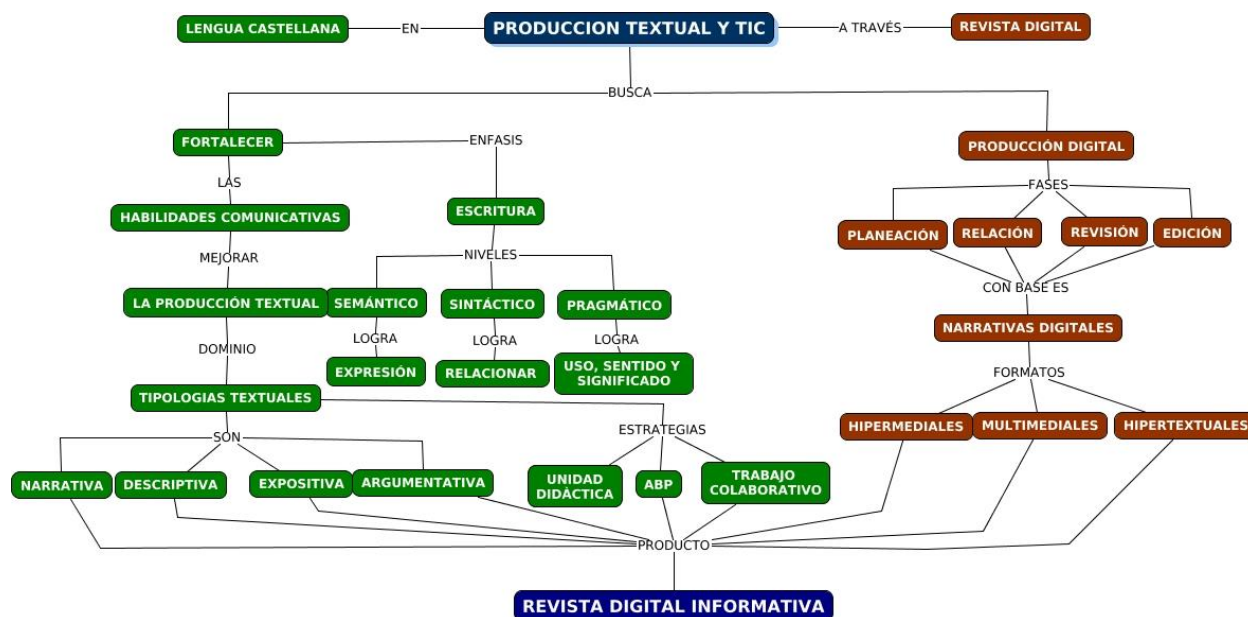 LENGUA CASTELLANA
EN
PRODUCCION TEXTUAL Y TIC
A TRAVÉS
REVISTA DIGITAL
BUSCA
FORTALECER
ENFASIS
PRODUCCIÓN DIGITAL
LAS
FASES
HABILIDADES COMUNICATIVAS
ESCRITURA
PLANEACIÓN
RELACIÓN
REVISIÓN
EDICIÓN
MEJORAR
NIVELES
CON BASE ES
LA PRODUCCIÓN TEXTUAL
SEMÁNTICO
SINTÁCTICO
PRAGMÁTICO
NARRATIVAS DIGITALES
DOMINIO
LOGRA
LOGRA
LOGRA
EXPRESIÓN
RELACIONAR
USO, SENTIDO Y
SIGNIFICADO
FORMATOS
TIPOLOGIAS TEXTUALES
HIPERMEDIALES
MULTIMEDIALES
HIPERTEXTUALES
SON
ESTRATEGIAS
NARRATIVA
DESCRIPTIVA
EXPOSITIVA
ARGUMENTATIVA
UNIDAD
DIDÀCTICA
ABP
TRABAJO
COLABORATIVO
PRODUCTO
REVISTA DIGITAL INFORMATIVA